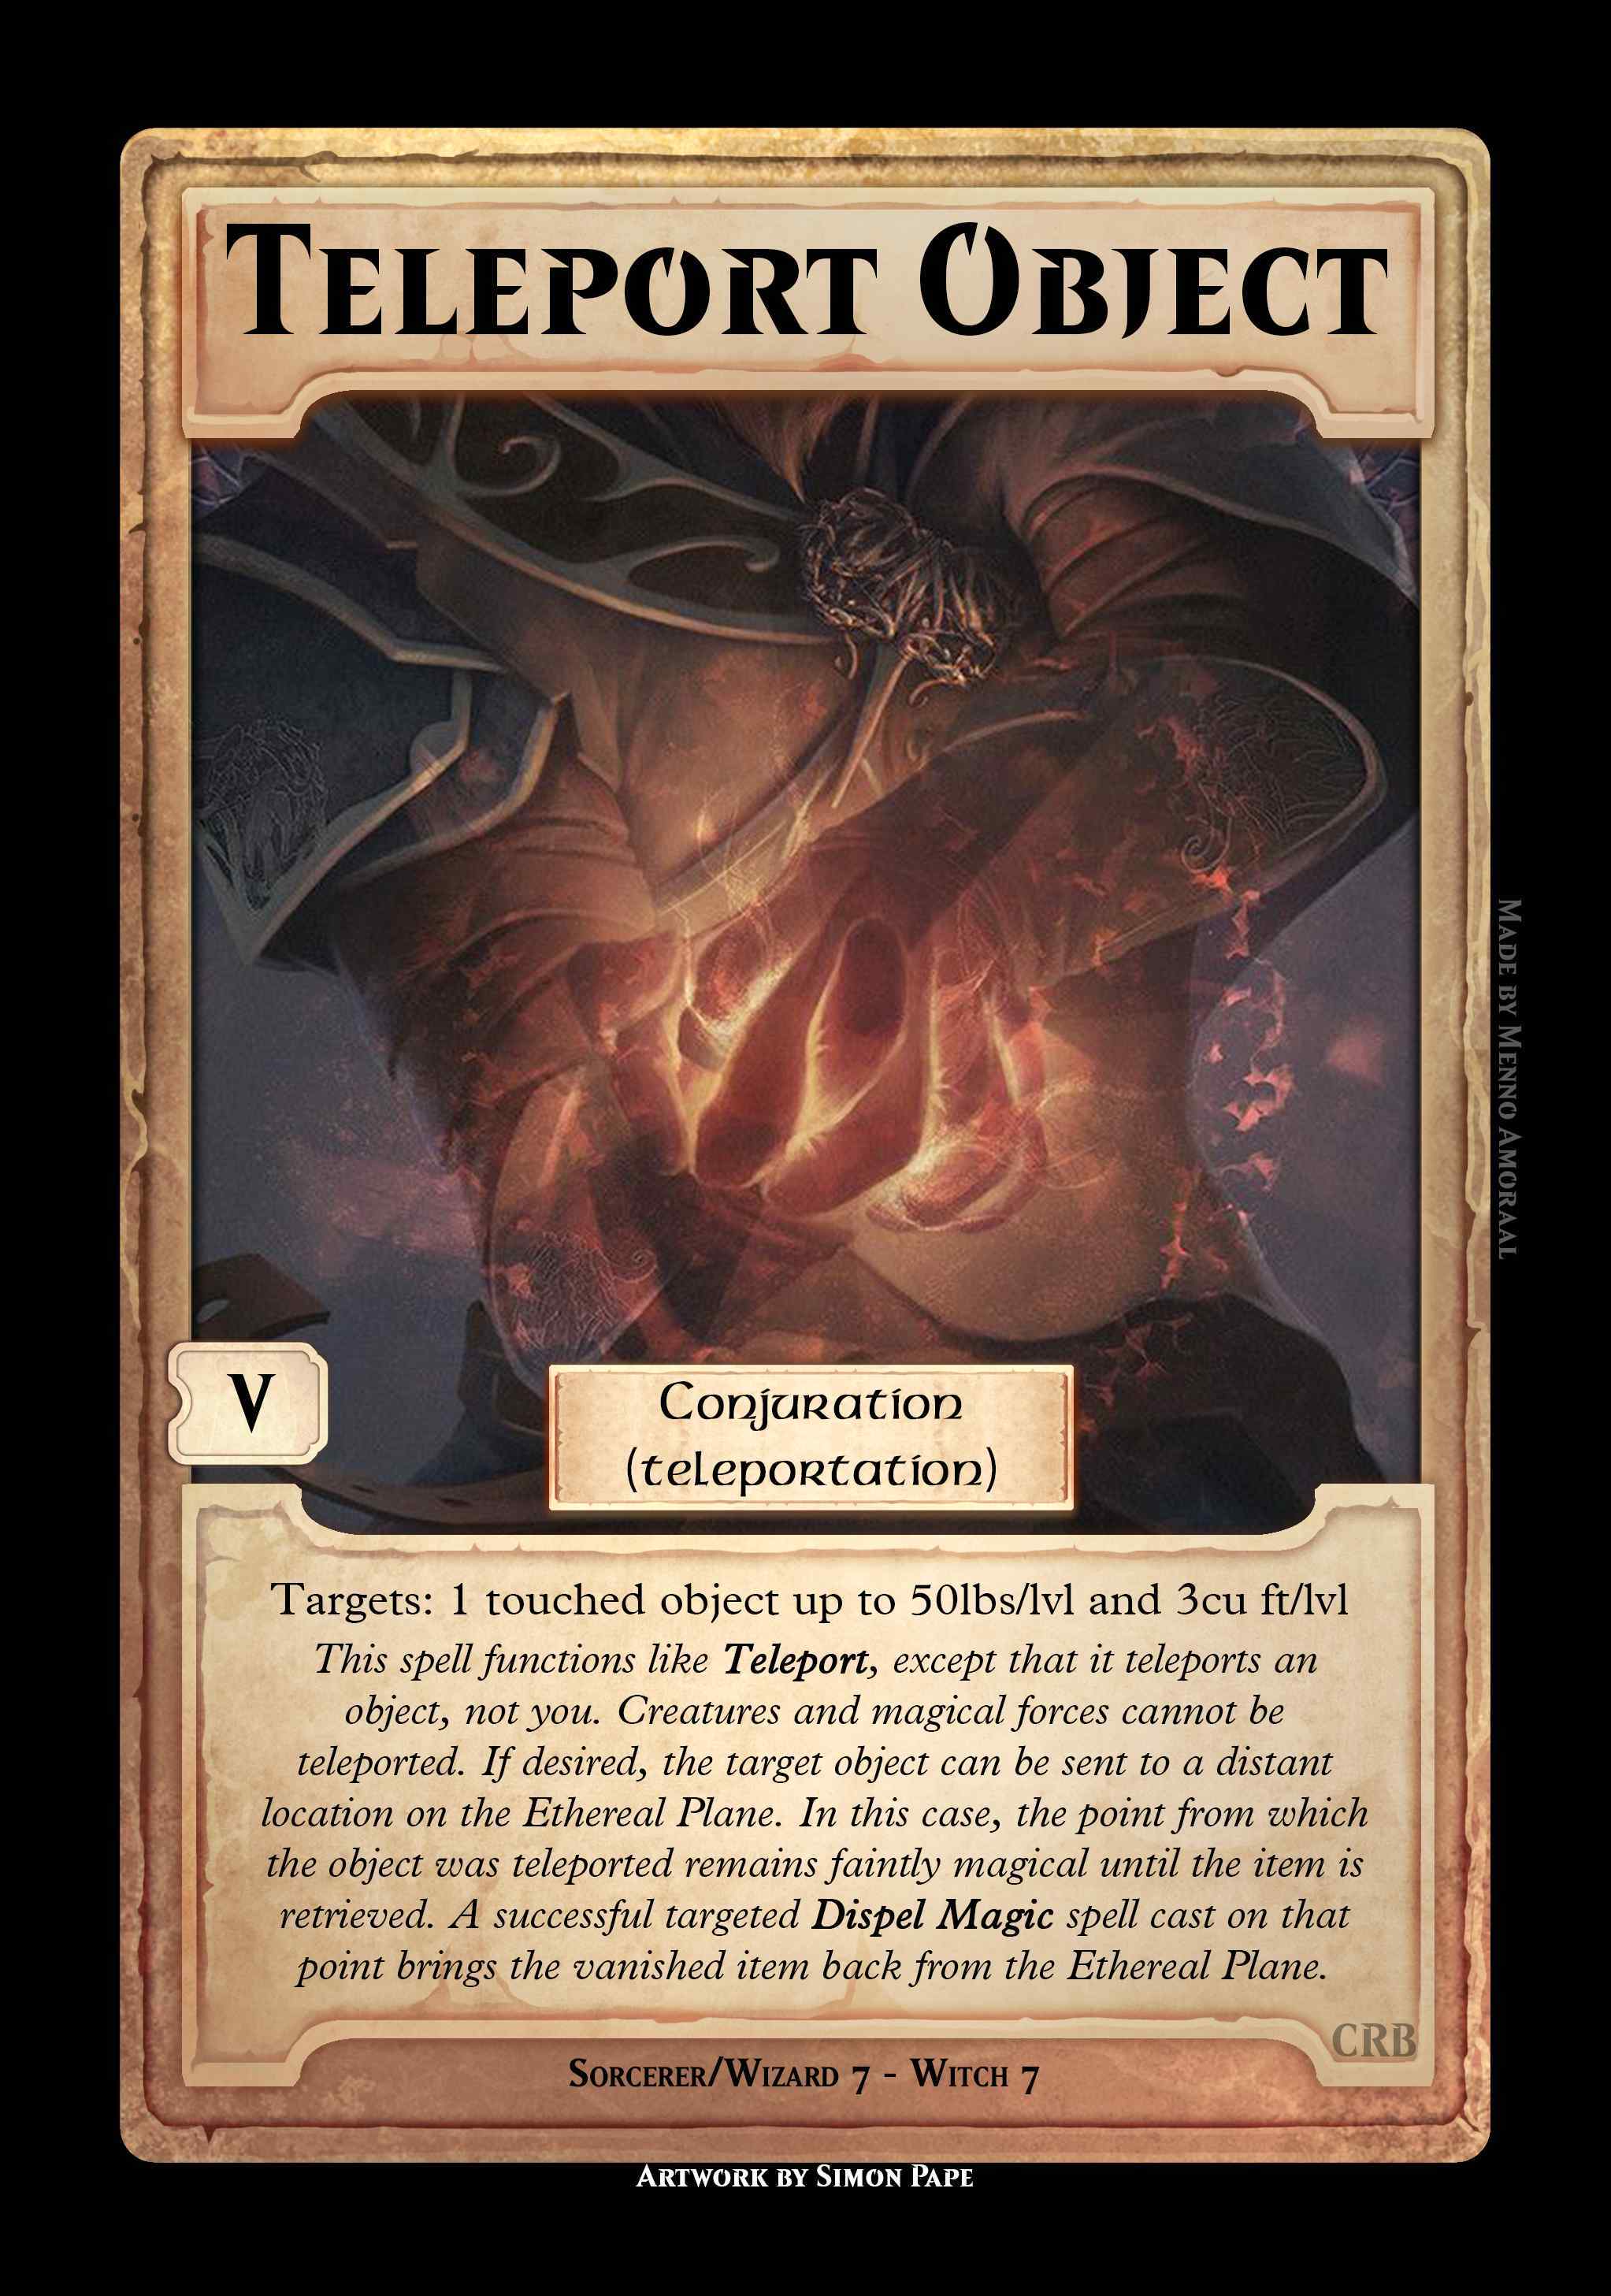 Teleport Object
V
Conjuration
(teleportation)
Targets: 1 touched object up to 50lbs/lvl and 3cu ft/lvl
This spell functions like Teleport, except that it teleports an
object, not you. Creatures and magical forces cannot be
teleported. If desired, the target object can be sent to a distant
location on the Ethereal Plane. In this case, the point from which
the object was teleported remains faintly magical until the item is
retrieved. A successful targeted Dispel Magic spell cast on that
point brings the vanished item back from the Ethereal Plane.
CRB
Sorcerer/Wizard 7 - Witch 7
Artwork by Simon Pape
Made by Menno Amoraal